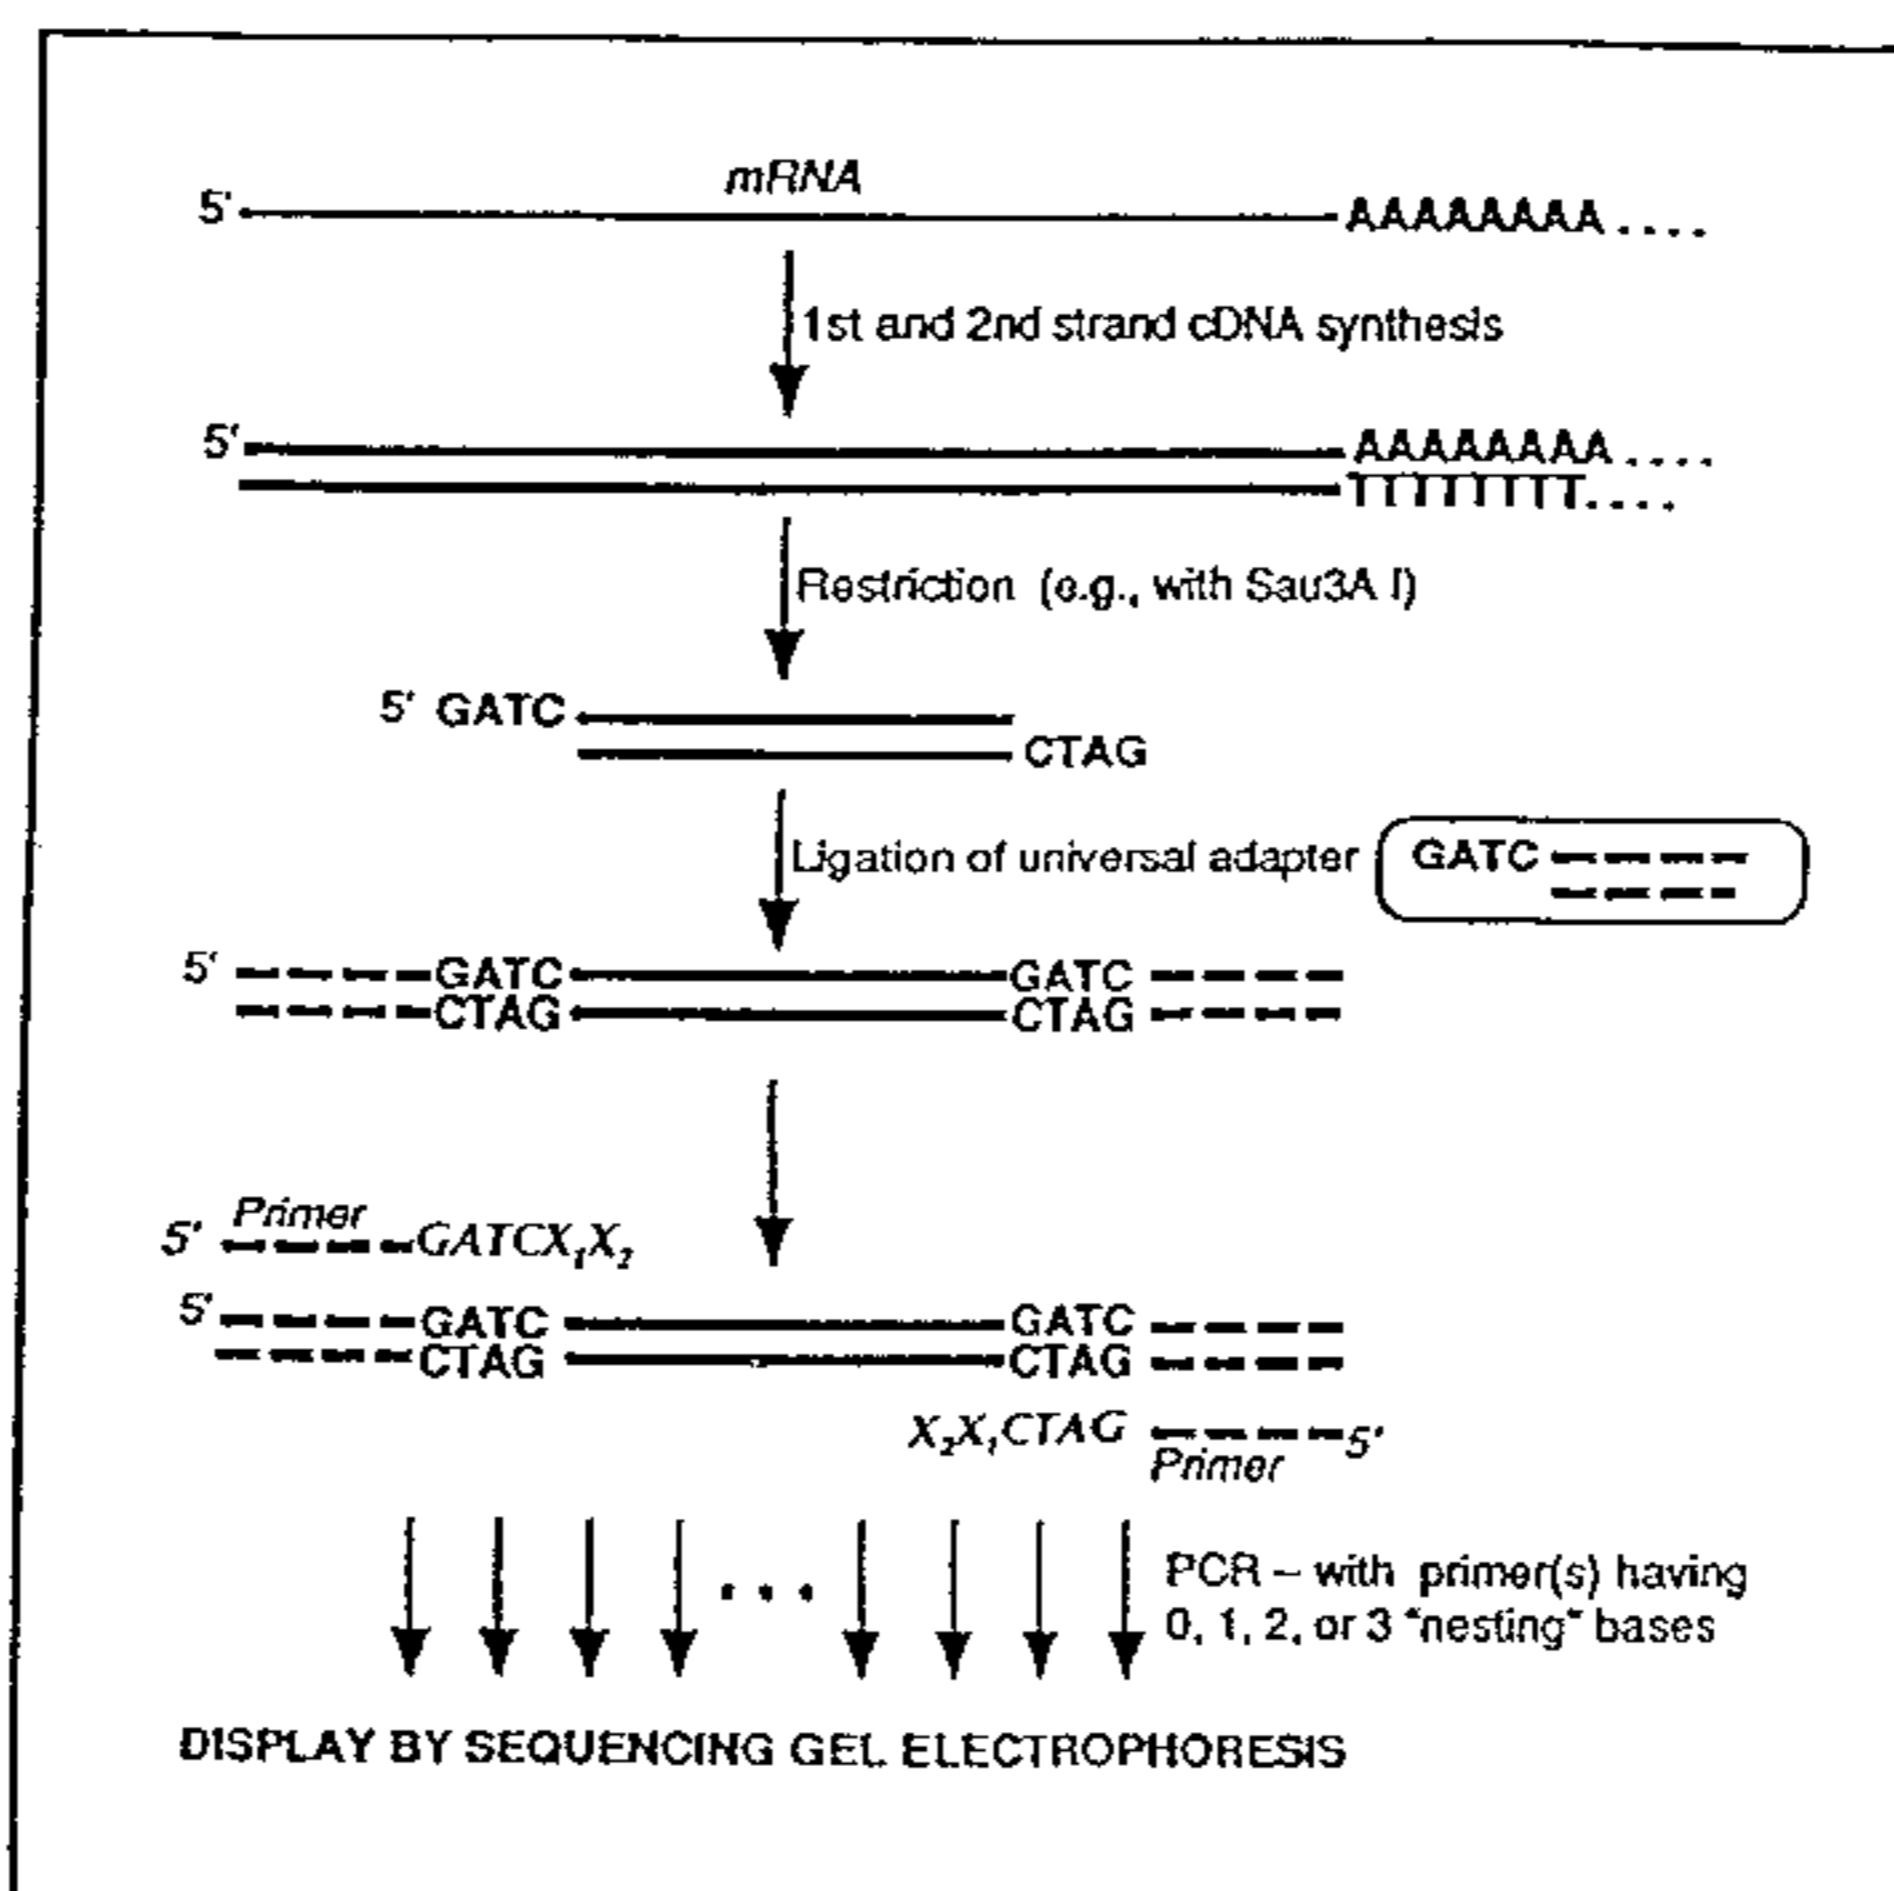 mRNA
5' AAAAAAAA....
1st and 2nd strand cDNA synthesis
5' AAAAAAAA....
TTTTTTTT....
Restriction (e.g., with Sau3A I)
5' GATC
CTAG
Ligation of universal adapter GATC
5' GATC GATC
CTAG CTAG
Primer
5' GATCX₁X₂
5' GATC GATC
CTAG CTAG
X₂X₁CTAG 5'
Primer
PCR – with primer(s) having
0, 1, 2, or 3 "nesting" bases
DISPLAY BY SEQUENCING GEL ELECTROPHORESIS